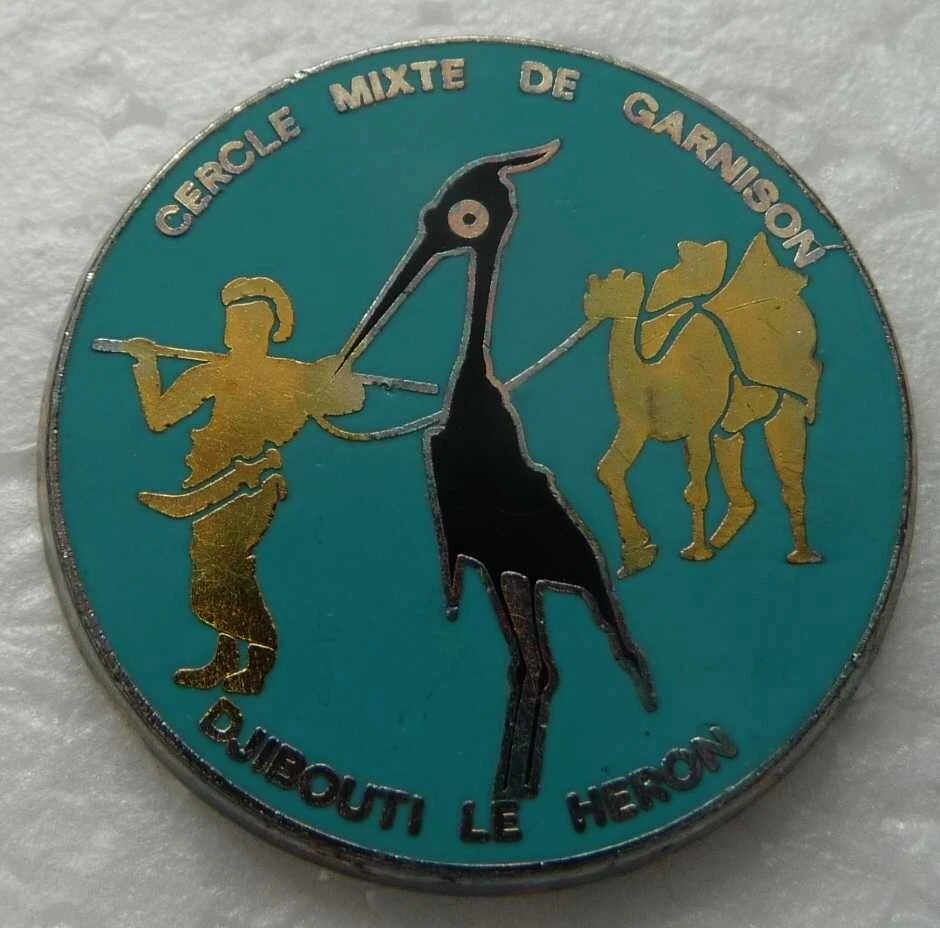 CERCLE MIXTE DE GARNISON
DJIBOUTI LE HERON